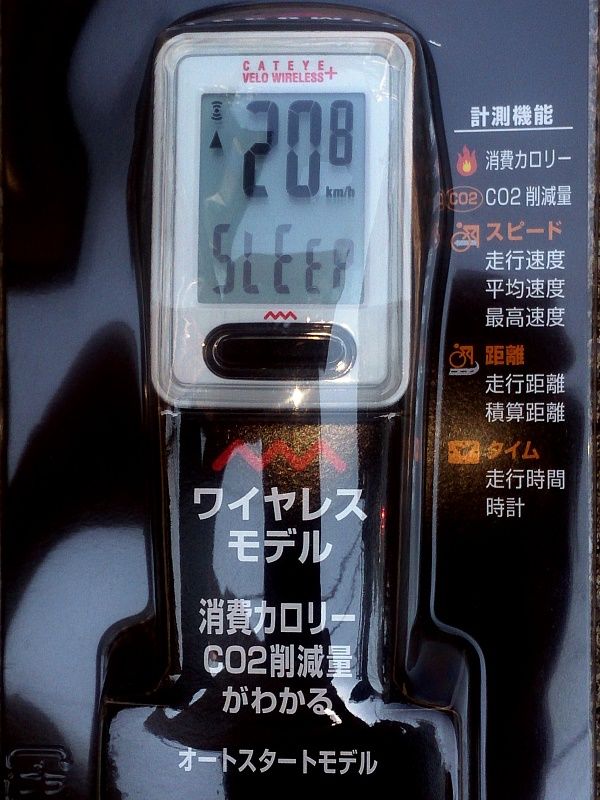 CATEYE
VELO WIRELESS+
208
km/h
SLEEP
計測機能
消費カロリー
CO2 CO2削減量
スピード
走行速度
平均速度
最高速度
距離
走行距離
積算距離
タイム
走行時間
時計
ワイヤレス
モデル
消費カロリー
CO2削減量
がわかる
オートスタートモデル